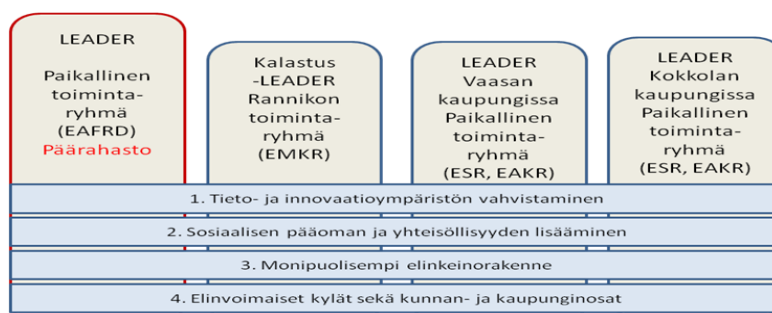 LEADER
Paikallinen
toiminta-
ryhmä
(EAFRD)
Päärahasto
Kalastus
-LEADER
Rannikon
toiminta-
ryhmä
(EMKR)
LEADER
Vaasan
kaupungissa
Paikallinen
toiminta-
ryhmä
(ESR, EAKR)
LEADER
Kokkolan
kaupungissa
Paikallinen
toiminta-
ryhmä
(ESR, EAKR)
1. Tieto- ja innovaatioympäristön vahvistaminen
2. Sosiaalisen pääoman ja yhteisöllisyyden lisääminen
3. Monipuolisempi elinkeinorakenne
4. Elinvoimaiset kylät sekä kunnan- ja kaupunginosat